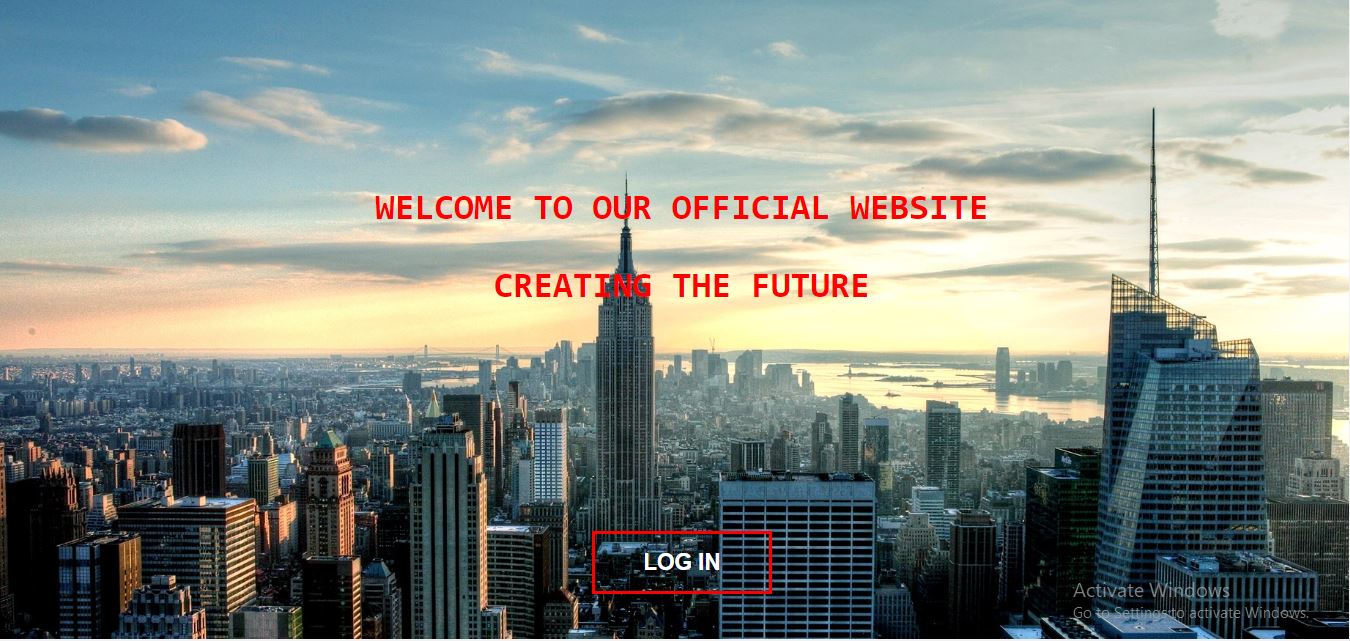 WELCOME TO OUR OFFICIAL WEBSITE
CREATING THE FUTURE
LOG IN
Activate Windows
Go to Settings to activate Windows.